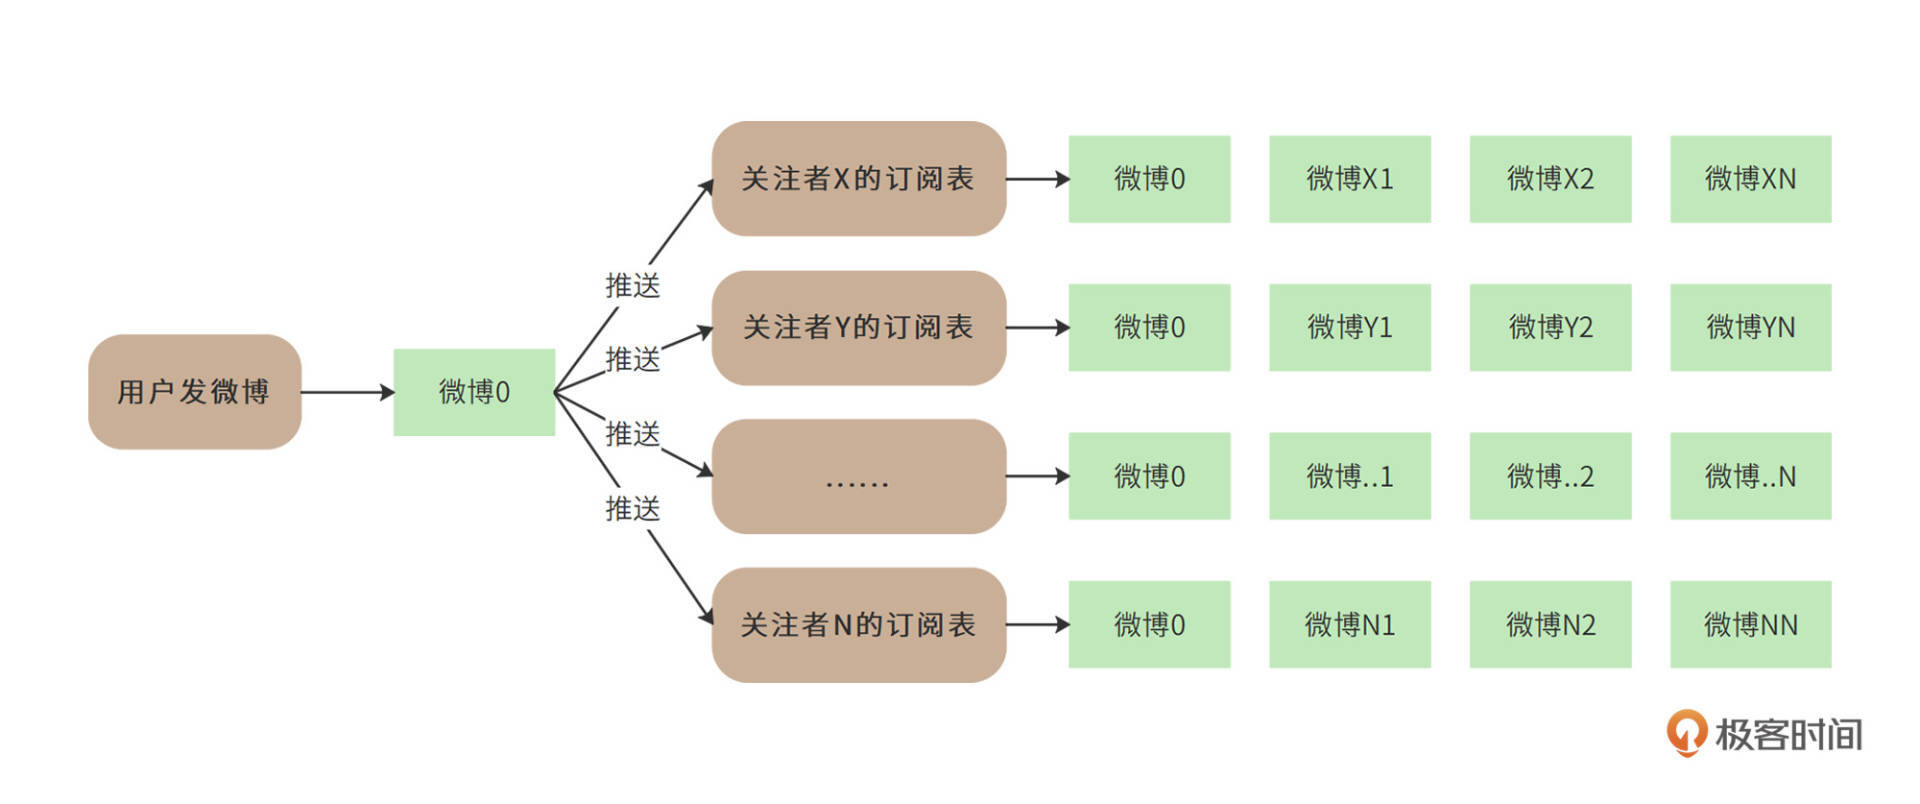 用户发微博
微博0
推送
推送
推送
推送
关注者X的订阅表
微博0
微博X1
微博X2
微博XN
关注者Y的订阅表
微博0
微博Y1
微博Y2
微博YN
......
微博0
微博..1
微博..2
微博..N
关注者N的订阅表
微博0
微博N1
微博N2
微博NN
极客时间